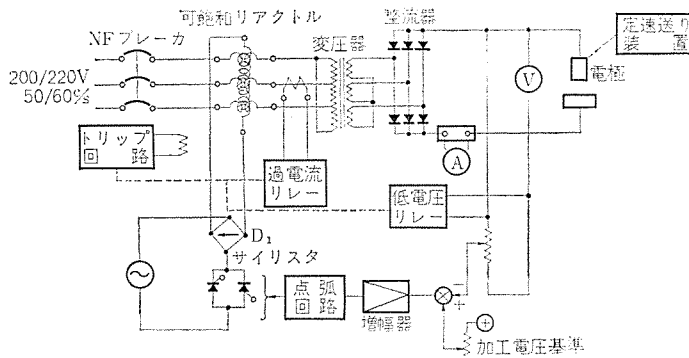 可飽和リアクトル
整流器
定速送り
装置
NFブレーカ
変圧器
電極
200/220V
50/60%
V
トリップ
回路
A
過電流
リレー
低電圧
リレー
D₁
サイリスタ
点弧
回路
増幅器
−
+
+
加工電圧基準